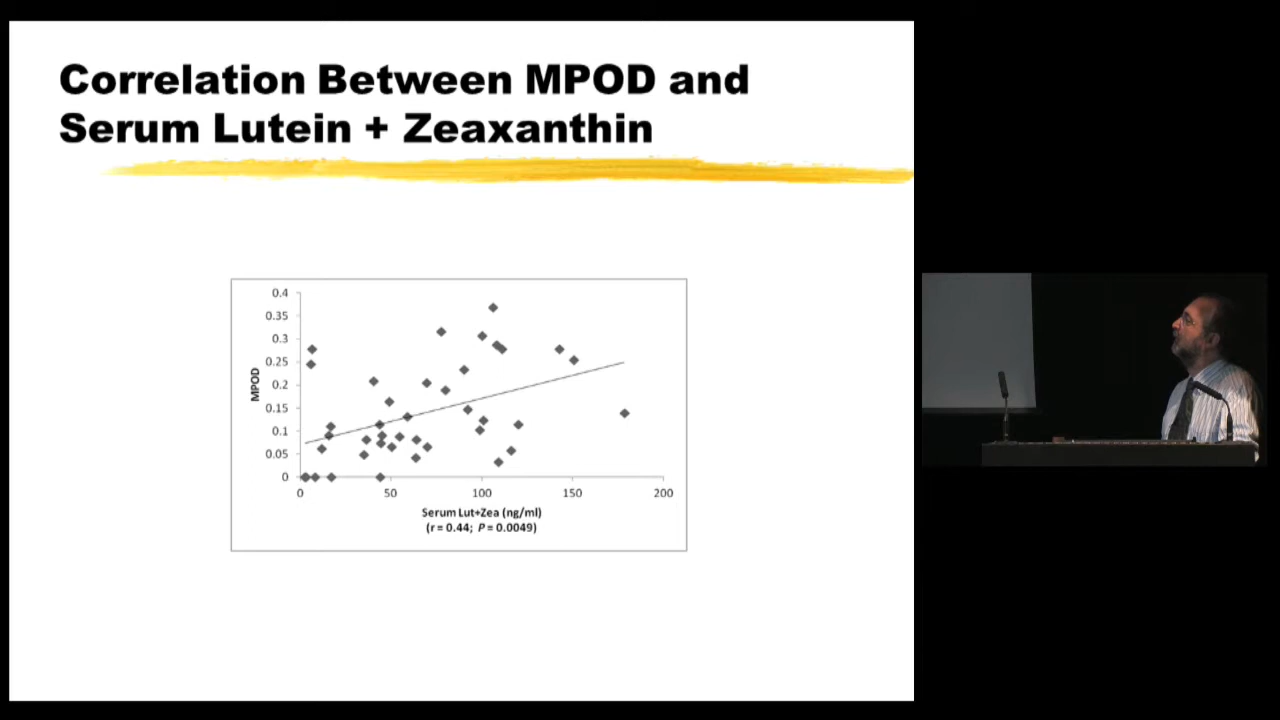 Correlation Between MPOD and
Serum Lutein + Zeaxanthin
0.4
0.35
0.3
0.25
0.2
0.15
0.1
0.05
0
MPOD
0 50 100 150 200
Serum Lut+Zea (ng/ml)
(r = 0.44; P = 0.0049)